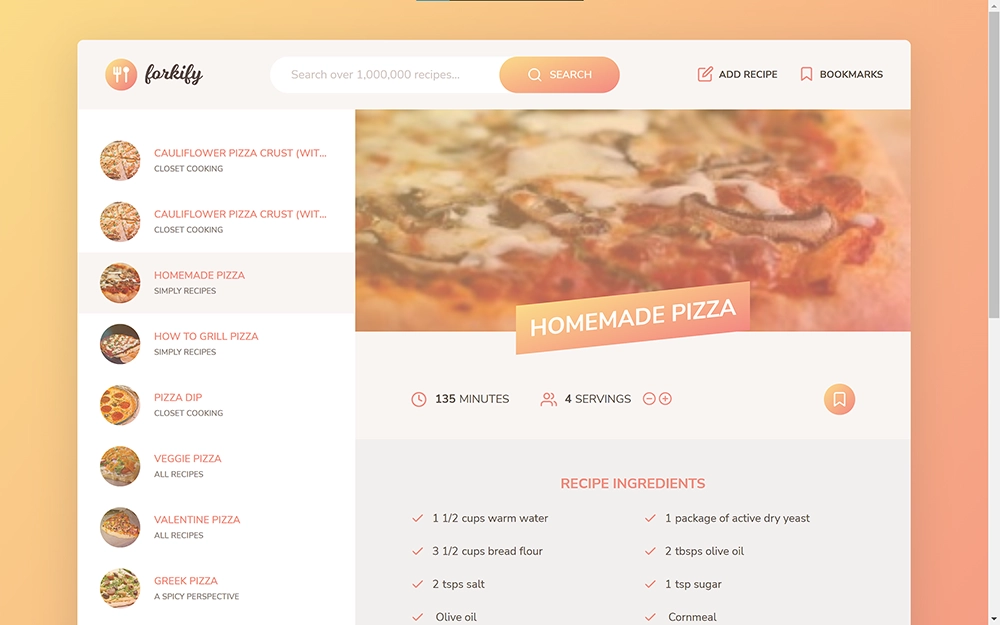 forkify
Search over 1,000,000 recipes...
SEARCH
ADD RECIPE
BOOKMARKS
CAULIFLOWER PIZZA CRUST (WIT...
CLOSET COOKING
CAULIFLOWER PIZZA CRUST (WIT...
CLOSET COOKING
HOMEMADE PIZZA
SIMPLY RECIPES
HOW TO GRILL PIZZA
SIMPLY RECIPES
PIZZA DIP
CLOSET COOKING
VEGGIE PIZZA
ALL RECIPES
VALENTINE PIZZA
ALL RECIPES
GREEK PIZZA
A SPICY PERSPECTIVE
HOMEMADE PIZZA
135 MINUTES
4 SERVINGS
RECIPE INGREDIENTS
1 1/2 cups warm water
1 package of active dry yeast
3 1/2 cups bread flour
2 tbsps olive oil
2 tsps salt
1 tsp sugar
Olive oil
Cornmeal